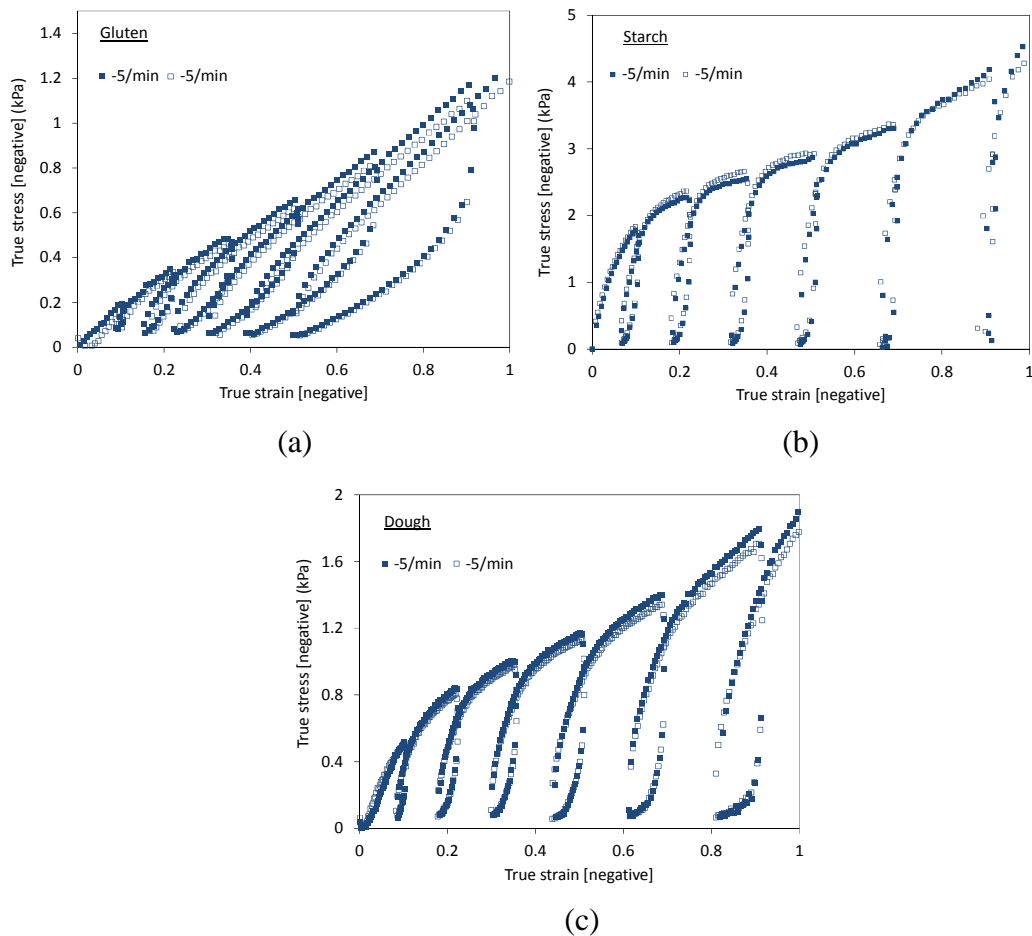 Gluten
■ -5/min □ -5/min
True stress [negative] (kPa)
1.4
1.2
1
0.8
0.6
0.4
0.2
0
0 0.2 0.4 0.6 0.8 1
True strain [negative]
(a)
Starch
■ -5/min □ -5/min
True stress [negative] (kPa)
5
4
3
2
1
0
0 0.2 0.4 0.6 0.8 1
True strain [negative]
(b)
Dough
■ -5/min □ -5/min
True stress [negative] (kPa)
2
1.6
1.2
0.8
0.4
0
0 0.2 0.4 0.6 0.8 1
True strain [negative]
(c)